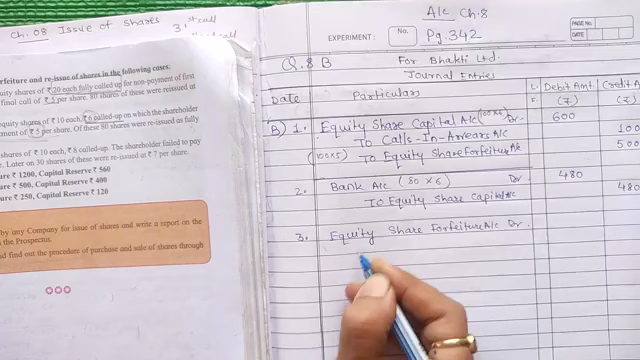 Ch. 08 Issue of Shares
3. 1st call
A/c Ch.8
EXPERIMENT :
No.
Pg. 342
PAGE NO.:
DATE
orfeiture and re-issue of shares in the following cases:
quity shares of ₹ 20 each fully called up for non-payment of first
final call of ₹ 5 per share. 80 shares of these were reissued at
equity shares of ₹ 10 each, ₹ 6 called-up on which the shareholder
ment of ₹ 5 per share. Of these 80 shares were re-issued as fully
shares of ₹ 10 each, ₹ 8 called-up. The shareholder failed to pay
e. Later on 30 shares of these were re-issued at ₹ 7 per share.
ure ₹ 1200, Capital Reserve ₹ 560
ure ₹ 500, Capital Reserve ₹ 400
ure ₹ 250, Capital Reserve ₹ 120
by any Company for issue of shares and write a report on the
n the Prospectus.
nd find out the procedure of purchase and sale of shares through
Q. 8 B
For Bhakti Ltd.
Journal Entries
Date
Particulars
L. F.
Debit Amt (₹)
Credit A (₹)
B) 1. Equity Share Capital A/c (100×6) Dr. 600
To Calls-In-Arrears A/c 100
(100×5) To Equity Share Forfeiture A/c 500
2. Bank A/c (80 × 6) Dr 480
To Equity Share Capital A/c 480
3. Equity Share Forfeiture A/c Dr.